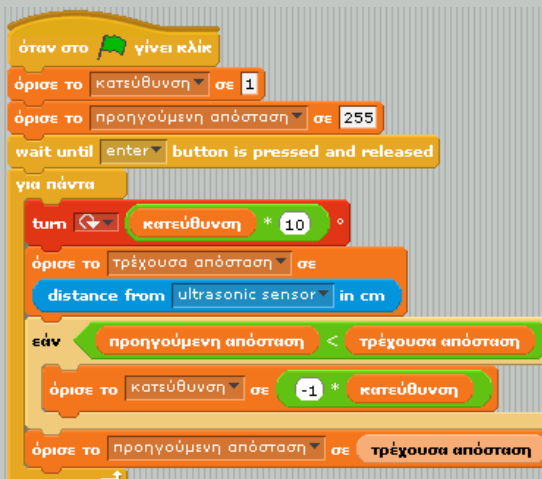 όταν στο γίνει κλίκ
όρισε το κατεύθυνση σε 1
όρισε το προηγούμενη απόσταση σε 255
wait until enter button is pressed and released
για πάντα
turn κατεύθυνση * 10 °
όρισε το τρέχουσα απόσταση σε
distance from ultrasonic sensor in cm
εάν προηγούμενη απόσταση < τρέχουσα απόσταση
όρισε το κατεύθυνση σε -1 * κατεύθυνση
όρισε το προηγούμενη απόσταση σε τρέχουσα απόσταση